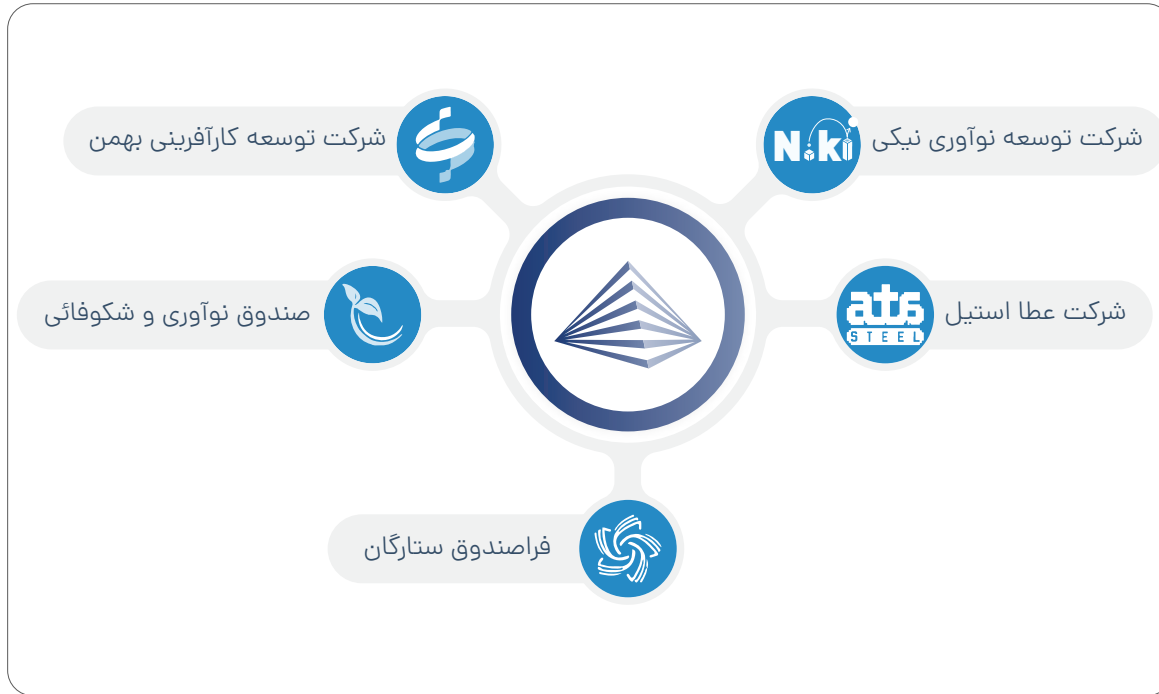 شرکت توسعه نوآوری نیکی
Niki
شرکت توسعه کارآفرینی بهمن
شرکت عطا استیل
ata
STEEL
صندوق نوآوری و شکوفائی
فراصندوق ستارگان